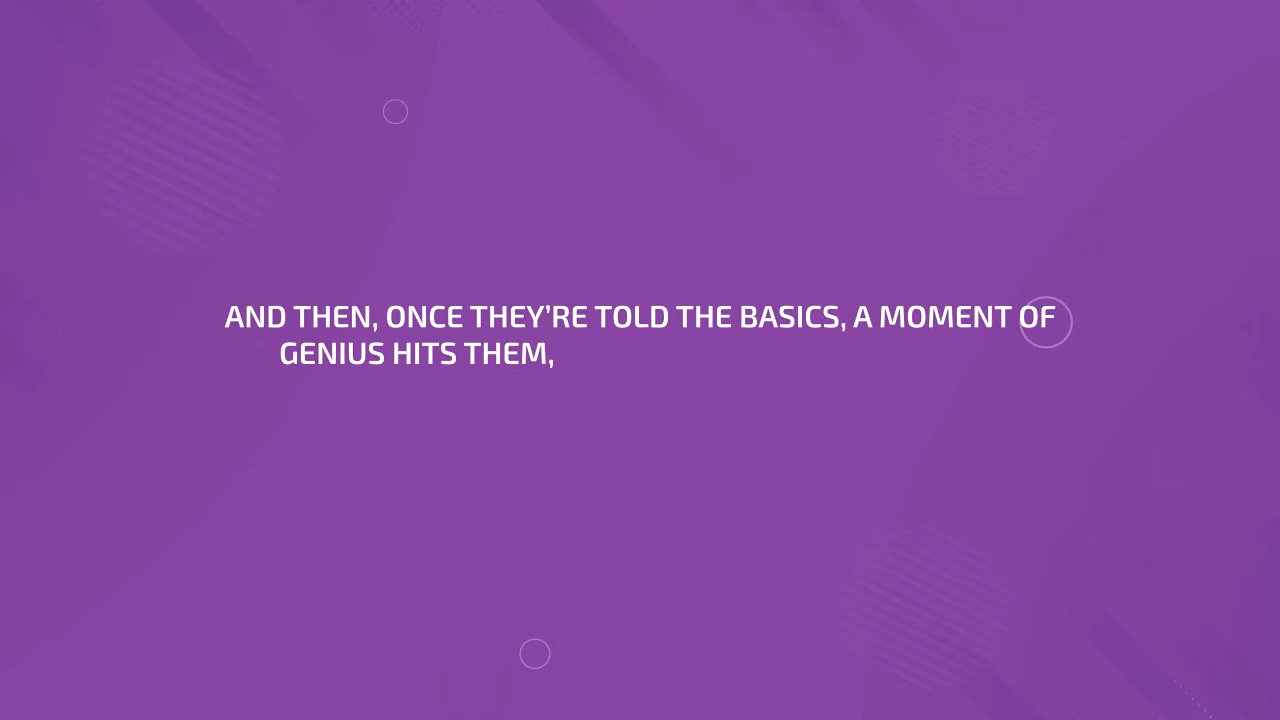 AND THEN, ONCE THEY'RE TOLD THE BASICS, A MOMENT OF
GENIUS HITS THEM,